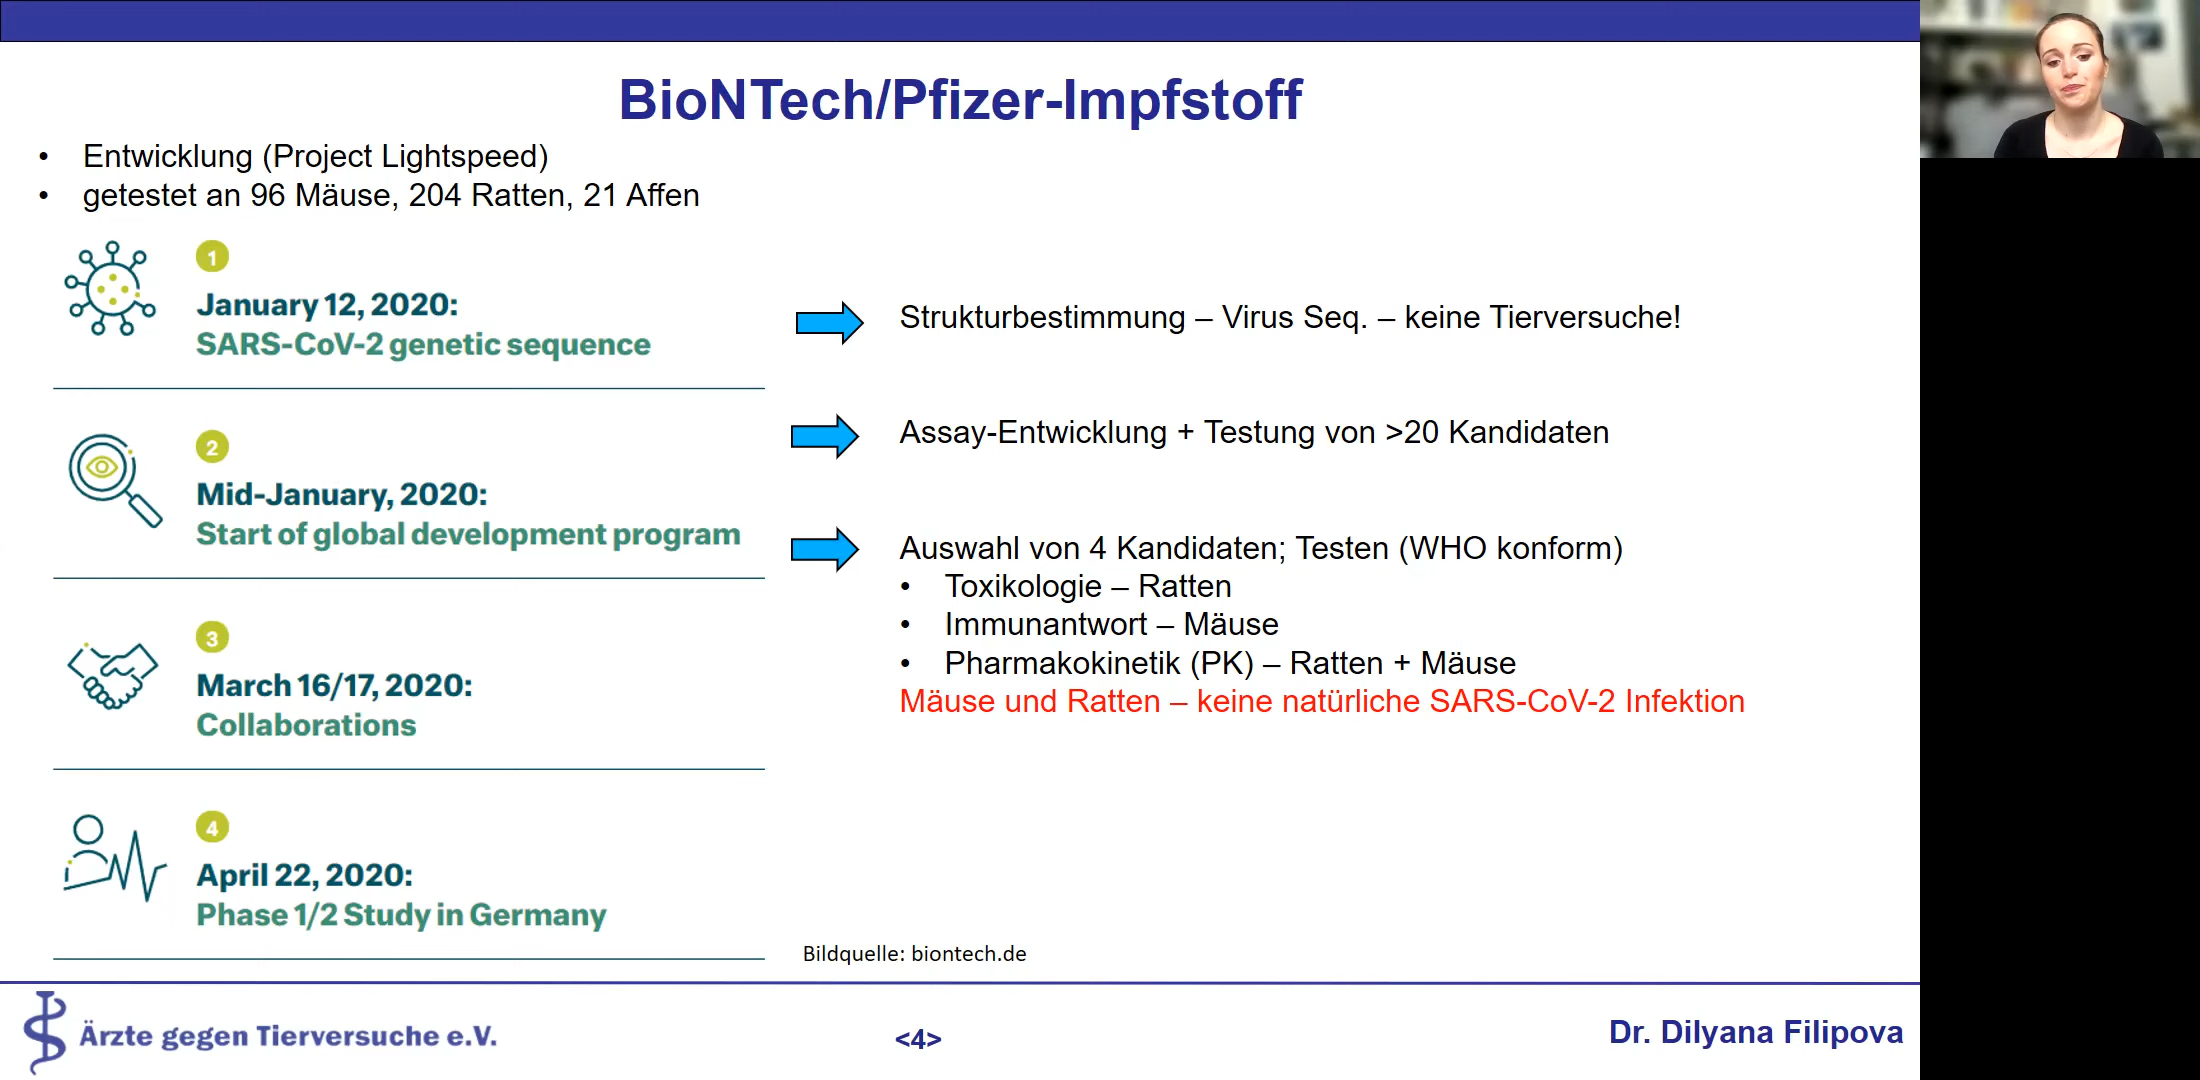 BioNTech/Pfizer-Impfstoff
• Entwicklung (Project Lightspeed)
• getestet an 96 Mäuse, 204 Ratten, 21 Affen
1
January 12, 2020:
SARS-CoV-2 genetic sequence
Strukturbestimmung – Virus Seq. – keine Tierversuche!
2
Mid-January, 2020:
Start of global development program
Assay-Entwicklung + Testung von >20 Kandidaten
Auswahl von 4 Kandidaten; Testen (WHO konform)
• Toxikologie – Ratten
• Immunantwort – Mäuse
• Pharmakokinetik (PK) – Ratten + Mäuse
Mäuse und Ratten – keine natürliche SARS-CoV-2 Infektion
3
March 16/17, 2020:
Collaborations
4
April 22, 2020:
Phase 1/2 Study in Germany
Bildquelle: biontech.de
Ärzte gegen Tierversuche e.V.
<4>
Dr. Dilyana Filipova